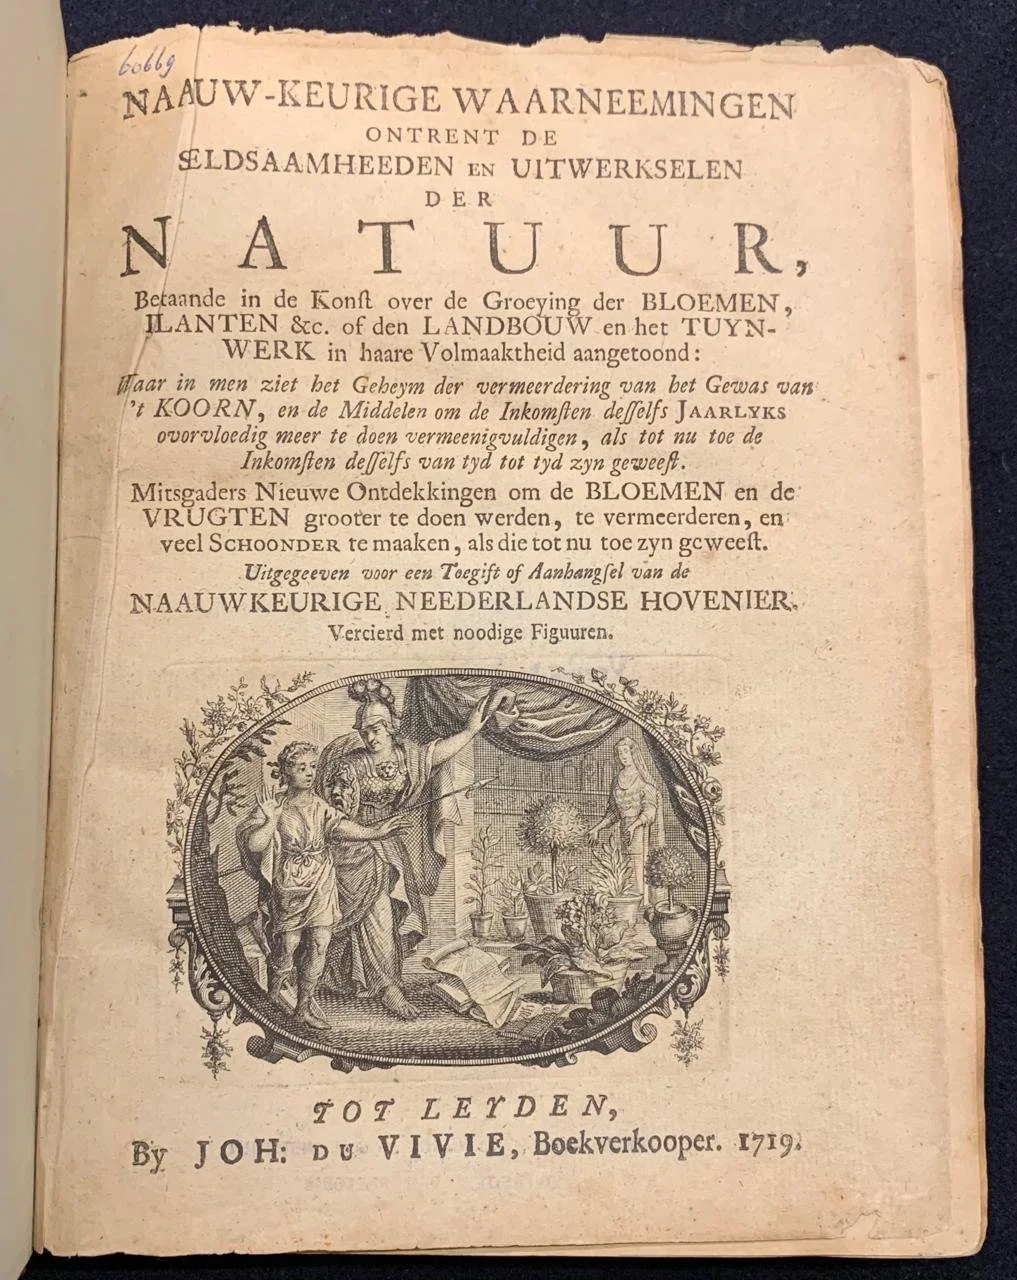 60669
NAAUW-KEURIGE WAARNEEMINGEN
ONTRENT DE
SELDSAAMHEEDEN EN UITWERKSELEN
DER
NATUUR,
Betaande in de Konſt over de Groeying der BLOEMEN,
PLANTEN &c. of den LANDBOUW en het TUYN-
WERK in haare Volmaaktheid aangetoond:
Waar in men ziet het Geheym der vermeerdering van het Gewas van
't KOORN, en de Middelen om de Inkomſten deſſelfs JAARLYKS
ovorvloedig meer te doen vermeenigvuldigen, als tot nu toe de
Inkomſten deſſelfs van tyd tot tyd zyn geweeſt.
Mitsgaders Nieuwe Ontdekkingen om de BLOEMEN en de
VRUGTEN grooter te doen werden, te vermeerderen, en
veel SCHOONDER te maaken, als die tot nu toe zyn geweeſt.
Uitgegeeven voor een Toegift of Aanhangſel van de
NAAUWKEURIGE NEEDERLANDSE HOVENIER.
Vercierd met noodige Figuuren.
TOT LEYDEN,
By JOH: DU VIVIE, Boekverkooper. 1719.